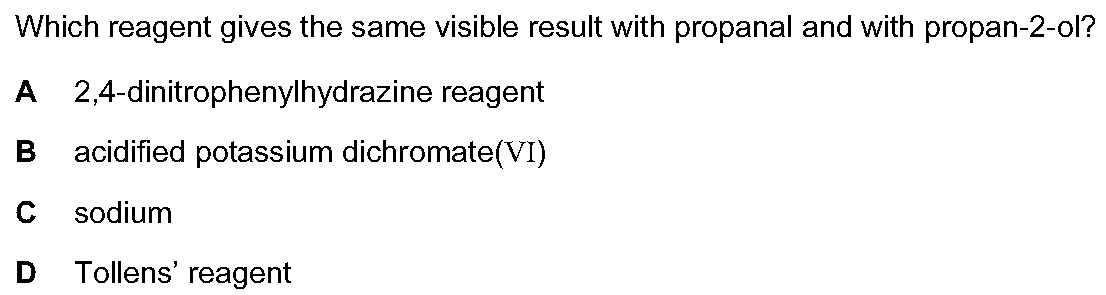 Which reagent gives the same visible result with propanal and with propan-2-ol?
A 2,4-dinitrophenylhydrazine reagent
B acidified potassium dichromate(VI)
C sodium
D Tollens’ reagent